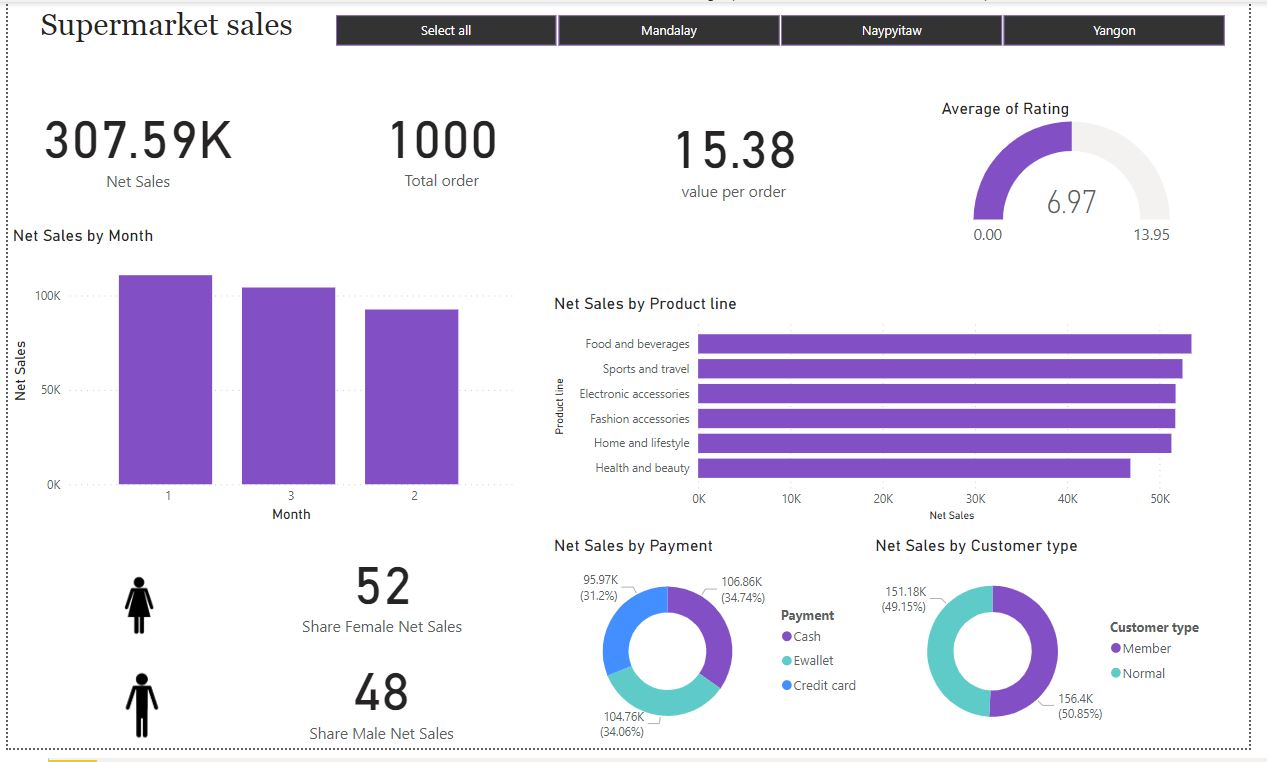 Supermarket sales
Select all
Mandalay
Naypyitaw
Yangon
307.59K
Net Sales
1000
Total order
15.38
value per order
Average of Rating
6.97
0.00
13.95
Net Sales by Month
Net Sales
100K
50K
0K
1
3
2
Month
Net Sales by Product line
Product line
Food and beverages
Sports and travel
Electronic accessories
Fashion accessories
Home and lifestyle
Health and beauty
0K
10K
20K
30K
40K
50K
Net Sales
52
Share Female Net Sales
48
Share Male Net Sales
Net Sales by Payment
95.97K
(31.2%)
106.86K
(34.74%)
104.76K
(34.06%)
Payment
Cash
Ewallet
Credit card
Net Sales by Customer type
151.18K
(49.15%)
156.4K
(50.85%)
Customer type
Member
Normal